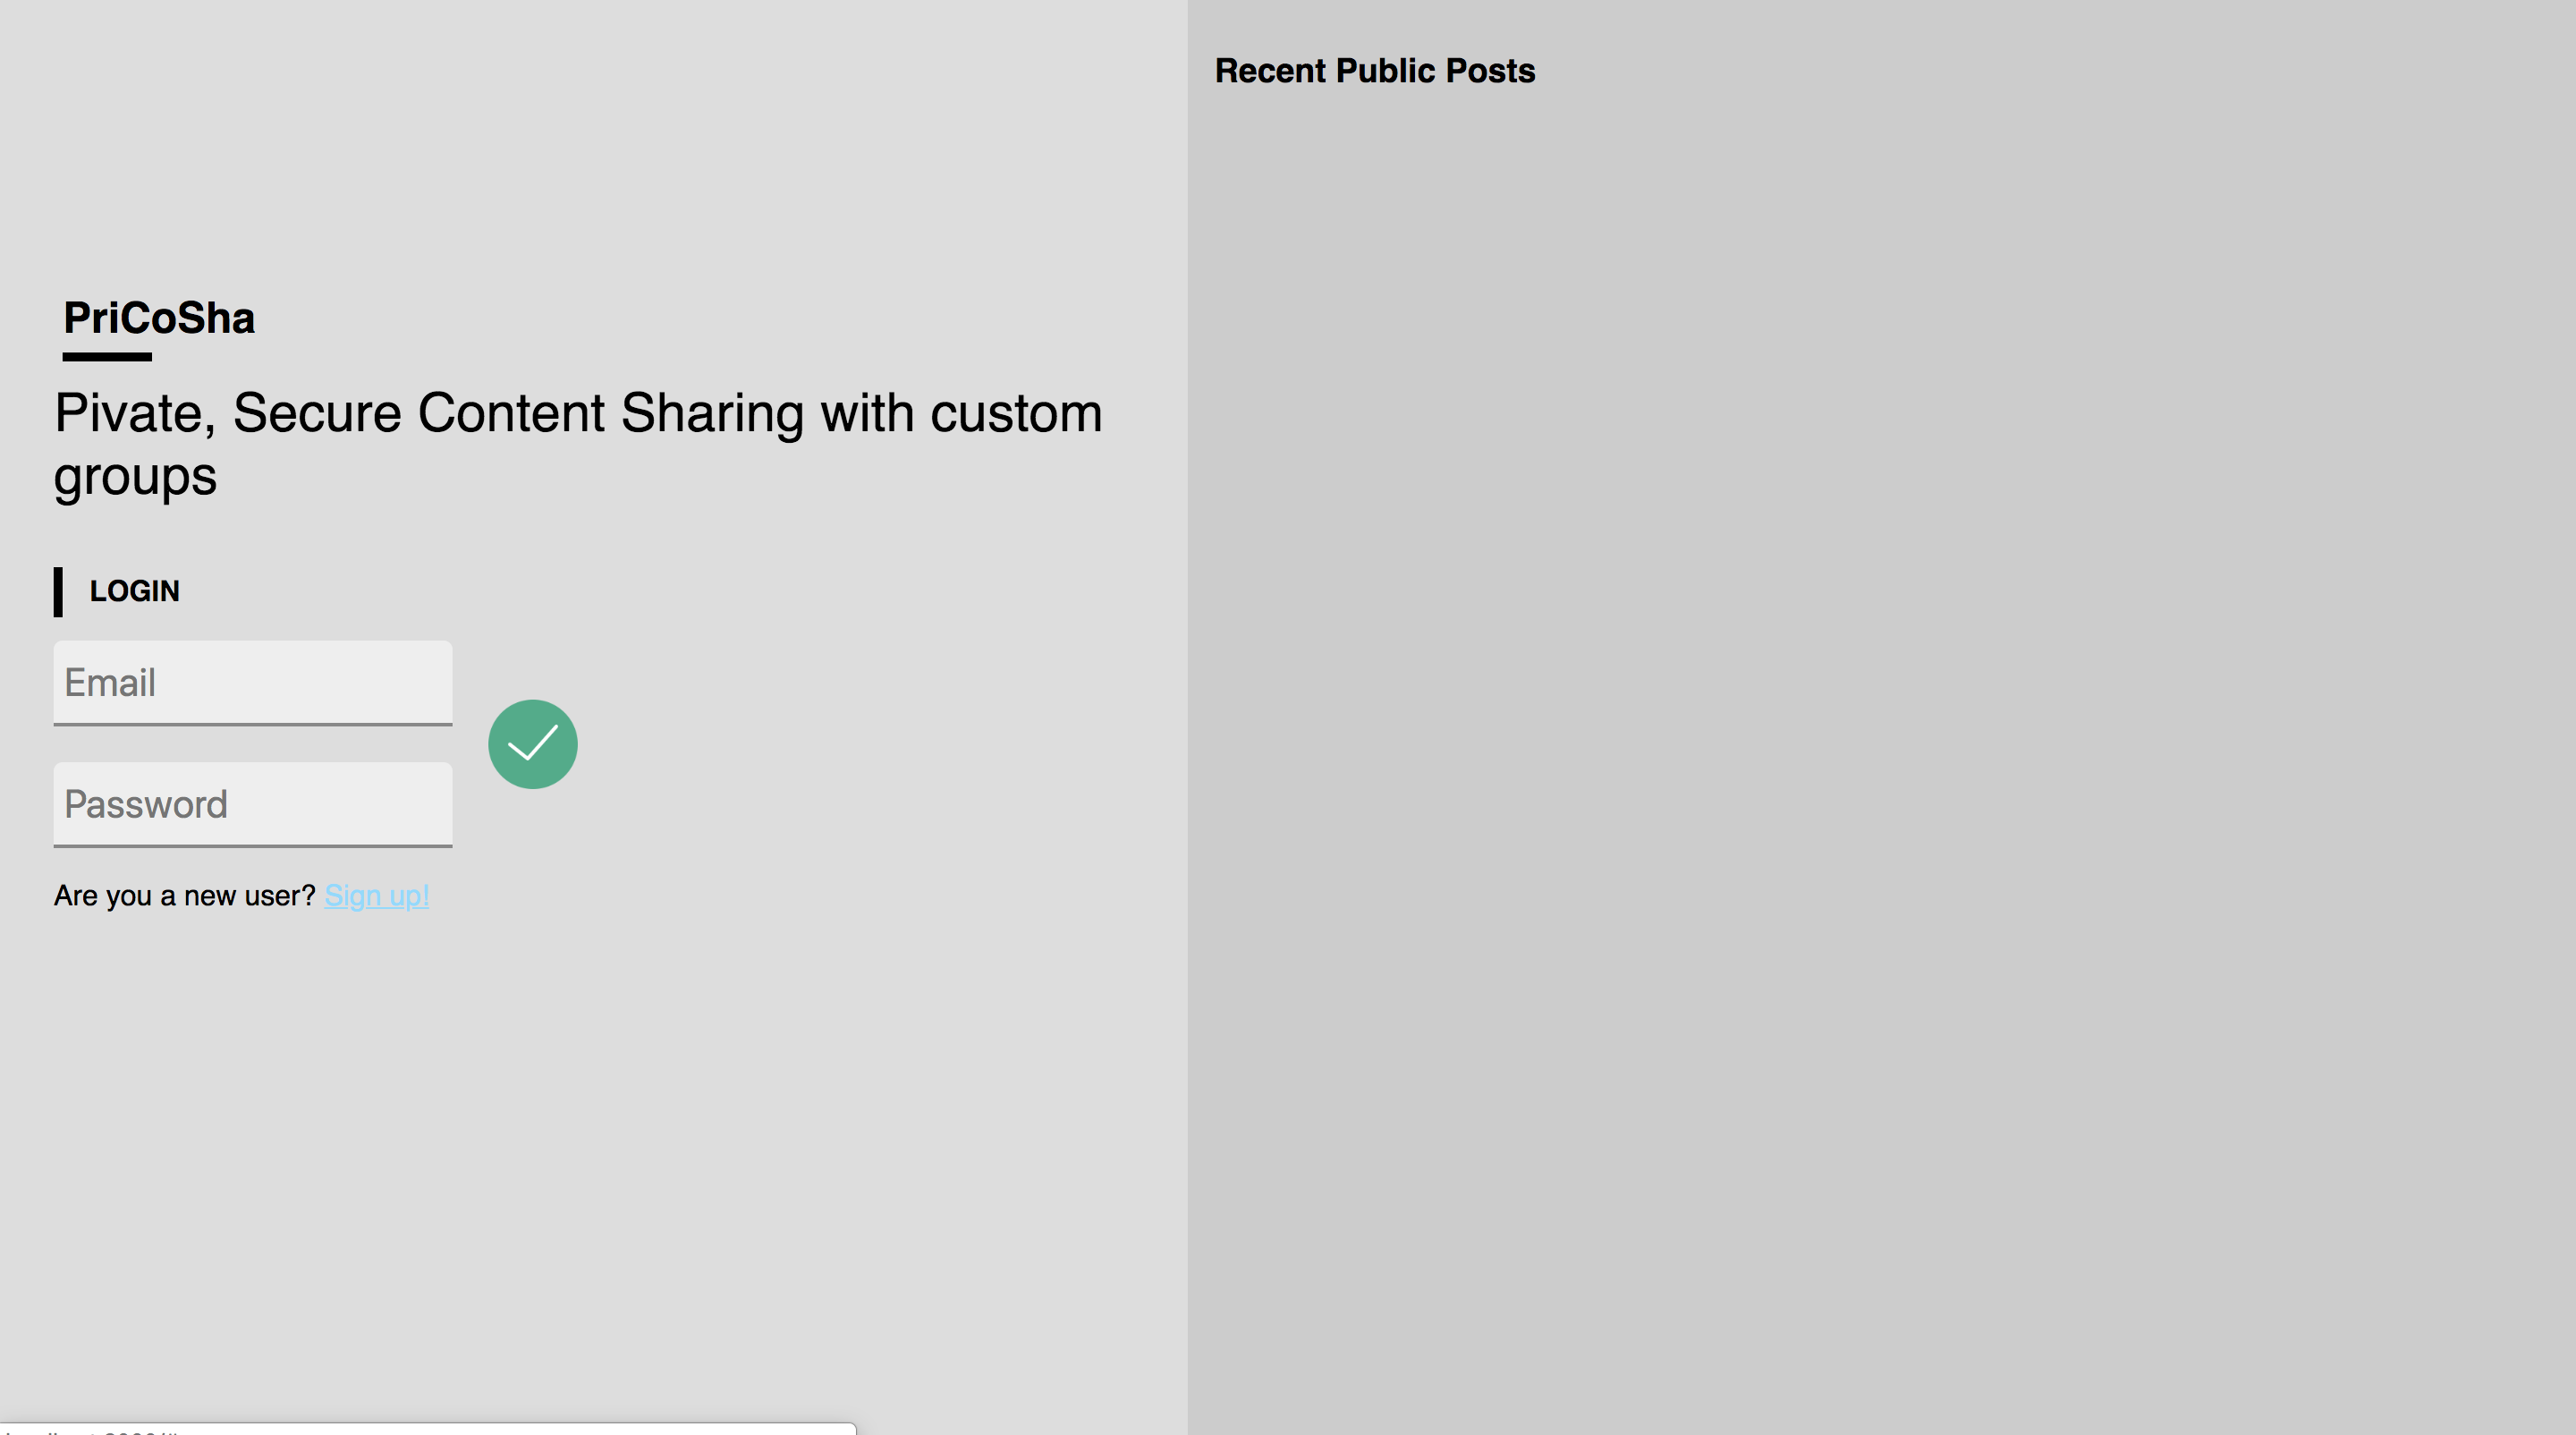 PriCoSha
Pivate, Secure Content Sharing with custom
groups
LOGIN
Email
Password
Are you a new user? Sign up!
Recent Public Posts